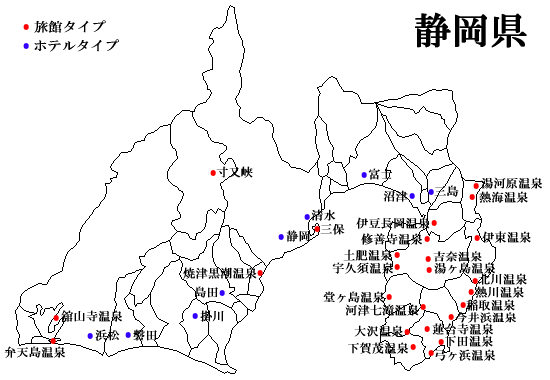 静岡県
旅館タイプ
ホテルタイプ
寸又峡
富士
沼津
三島
湯河原温泉
熱海温泉
清水
静岡
三保
伊豆長岡温泉
修善寺温泉
伊東温泉
土肥温泉
宇久須温泉
吉奈温泉
湯ヶ島温泉
焼津黒潮温泉
島田
北川温泉
熱川温泉
堂ヶ島温泉
稲取温泉
河津七滝温泉
今井浜温泉
掛川
舘山寺温泉
浜松
磐田
大沢温泉
蓮台寺温泉
下田温泉
弁天島温泉
下賀茂温泉
弓ヶ浜温泉